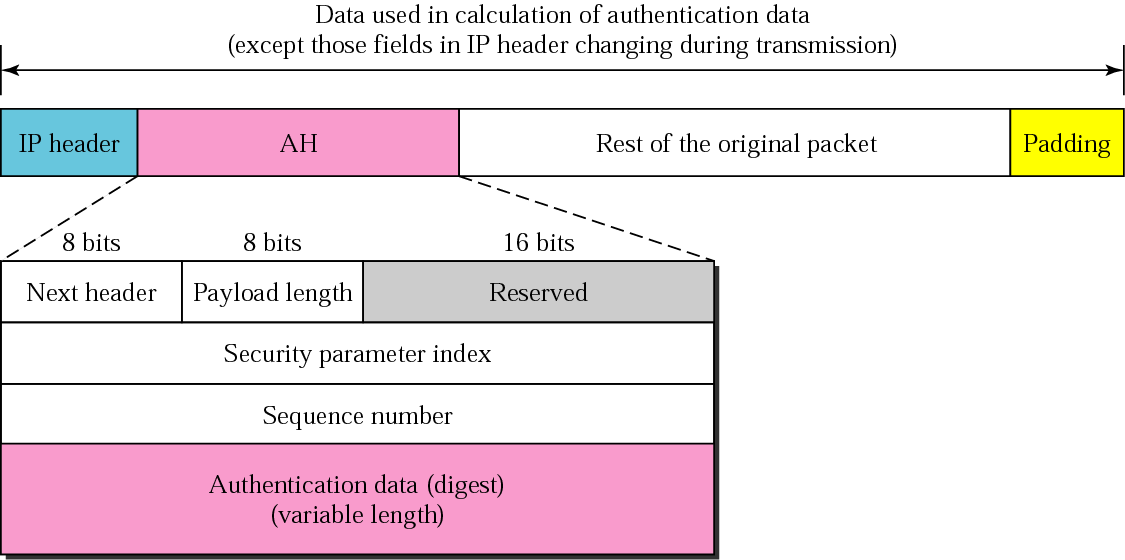 Data used in calculation of authentication data
(except those fields in IP header changing during transmission)
IP header
AH
Rest of the original packet
Padding
8 bits
8 bits
16 bits
Next header
Payload length
Reserved
Security parameter index
Sequence number
Authentication data (digest)
(variable length)